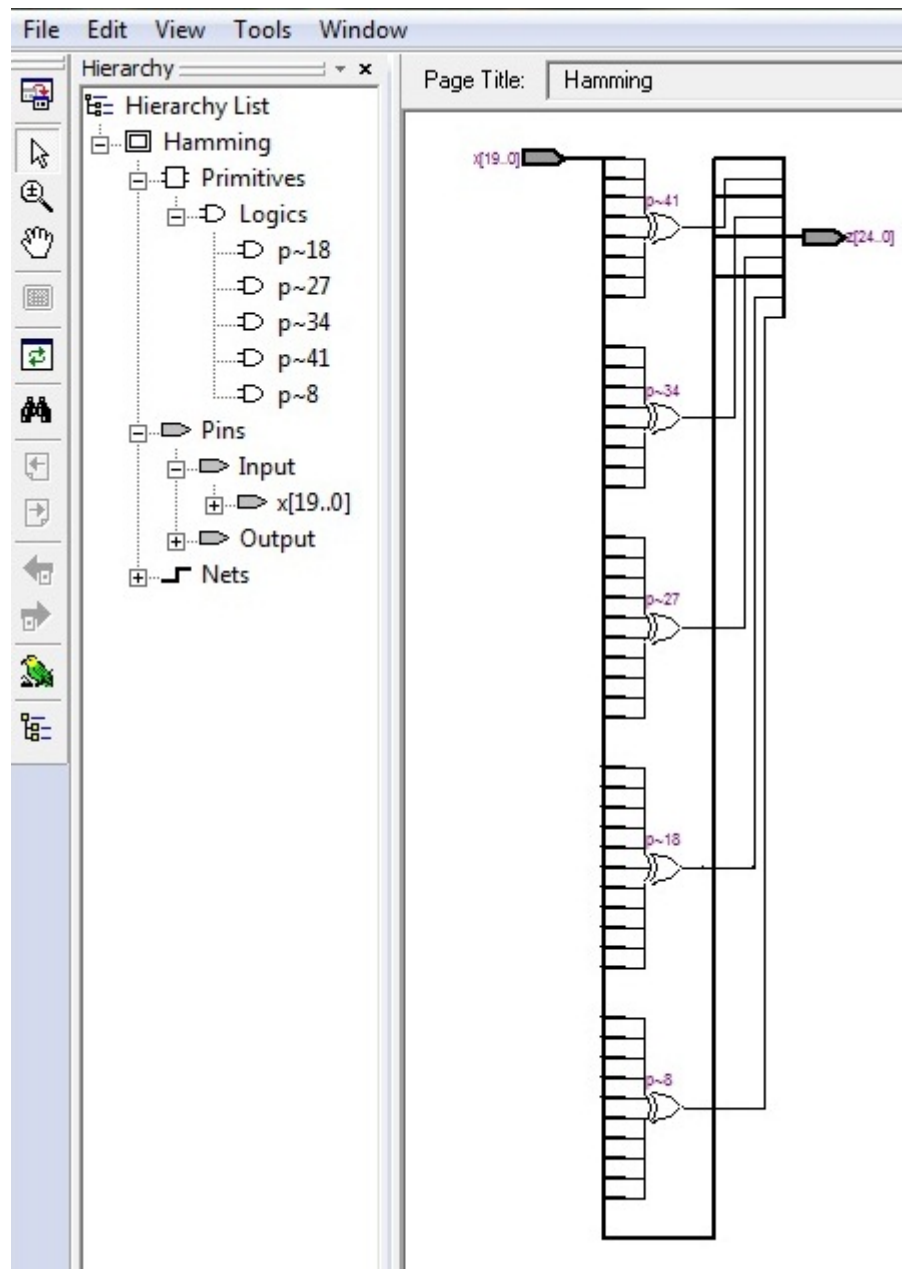 File Edit View Tools Window
Hierarchy
Hierarchy List
Hamming
Primitives
Logics
p~18
p~27
p~34
p~41
p~8
Pins
Input
x[19..0]
Output
Nets
Page Title: Hamming
x[19..0]
p~41
z[24..0]
p~34
p~27
p~18
p~8